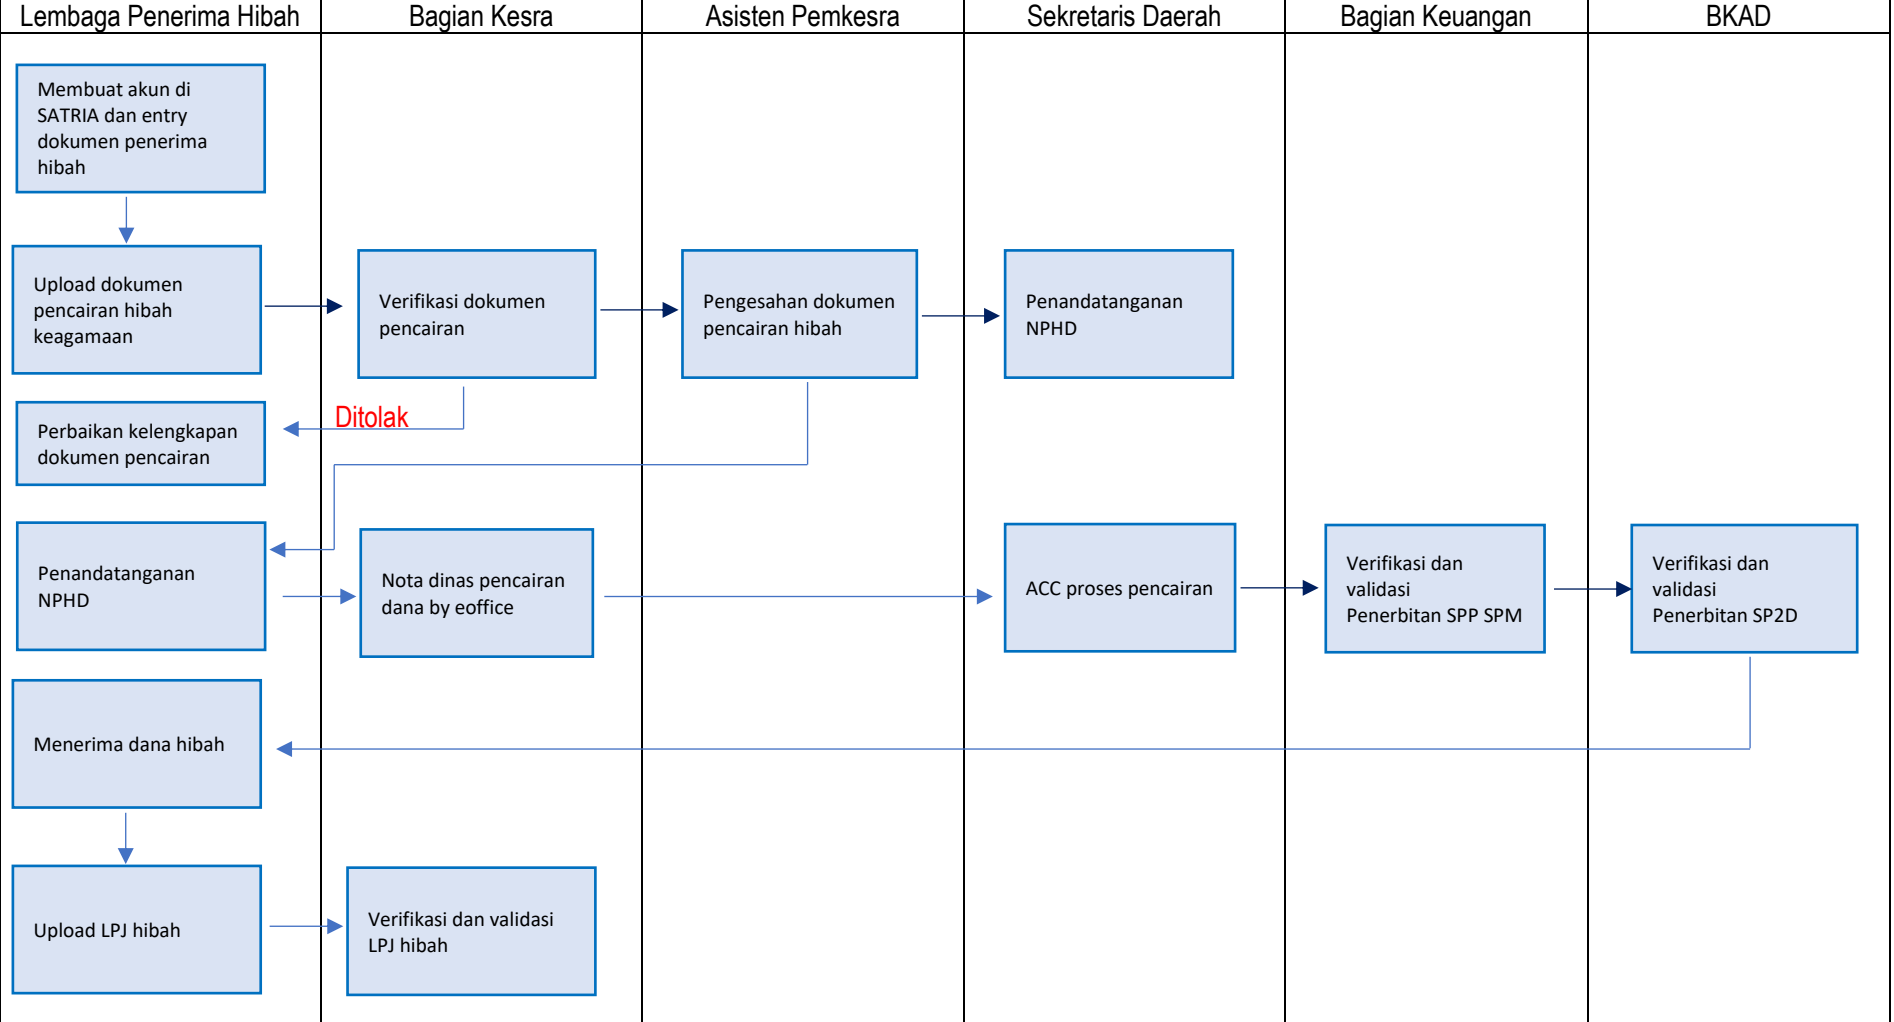 Lembaga Penerima Hibah
Bagian Kesra
Asisten Pemkesra
Sekretaris Daerah
Bagian Keuangan
BKAD
Membuat akun di
SATRIA dan entry
dokumen penerima
hibah
Upload dokumen
pencairan hibah
keagamaan
Verifikasi dokumen
pencairan
Pengesahan dokumen
pencairan hibah
Penandatanganan
NPHD
Ditolak
Perbaikan kelengkapan
dokumen pencairan
Penandatanganan
NPHD
Nota dinas pencairan
dana by eoffice
ACC proses pencairan
Verifikasi dan
validasi
Penerbitan SPP SPM
Verifikasi dan
validasi
Penerbitan SP2D
Menerima dana hibah
Upload LPJ hibah
Verifikasi dan validasi
LPJ hibah